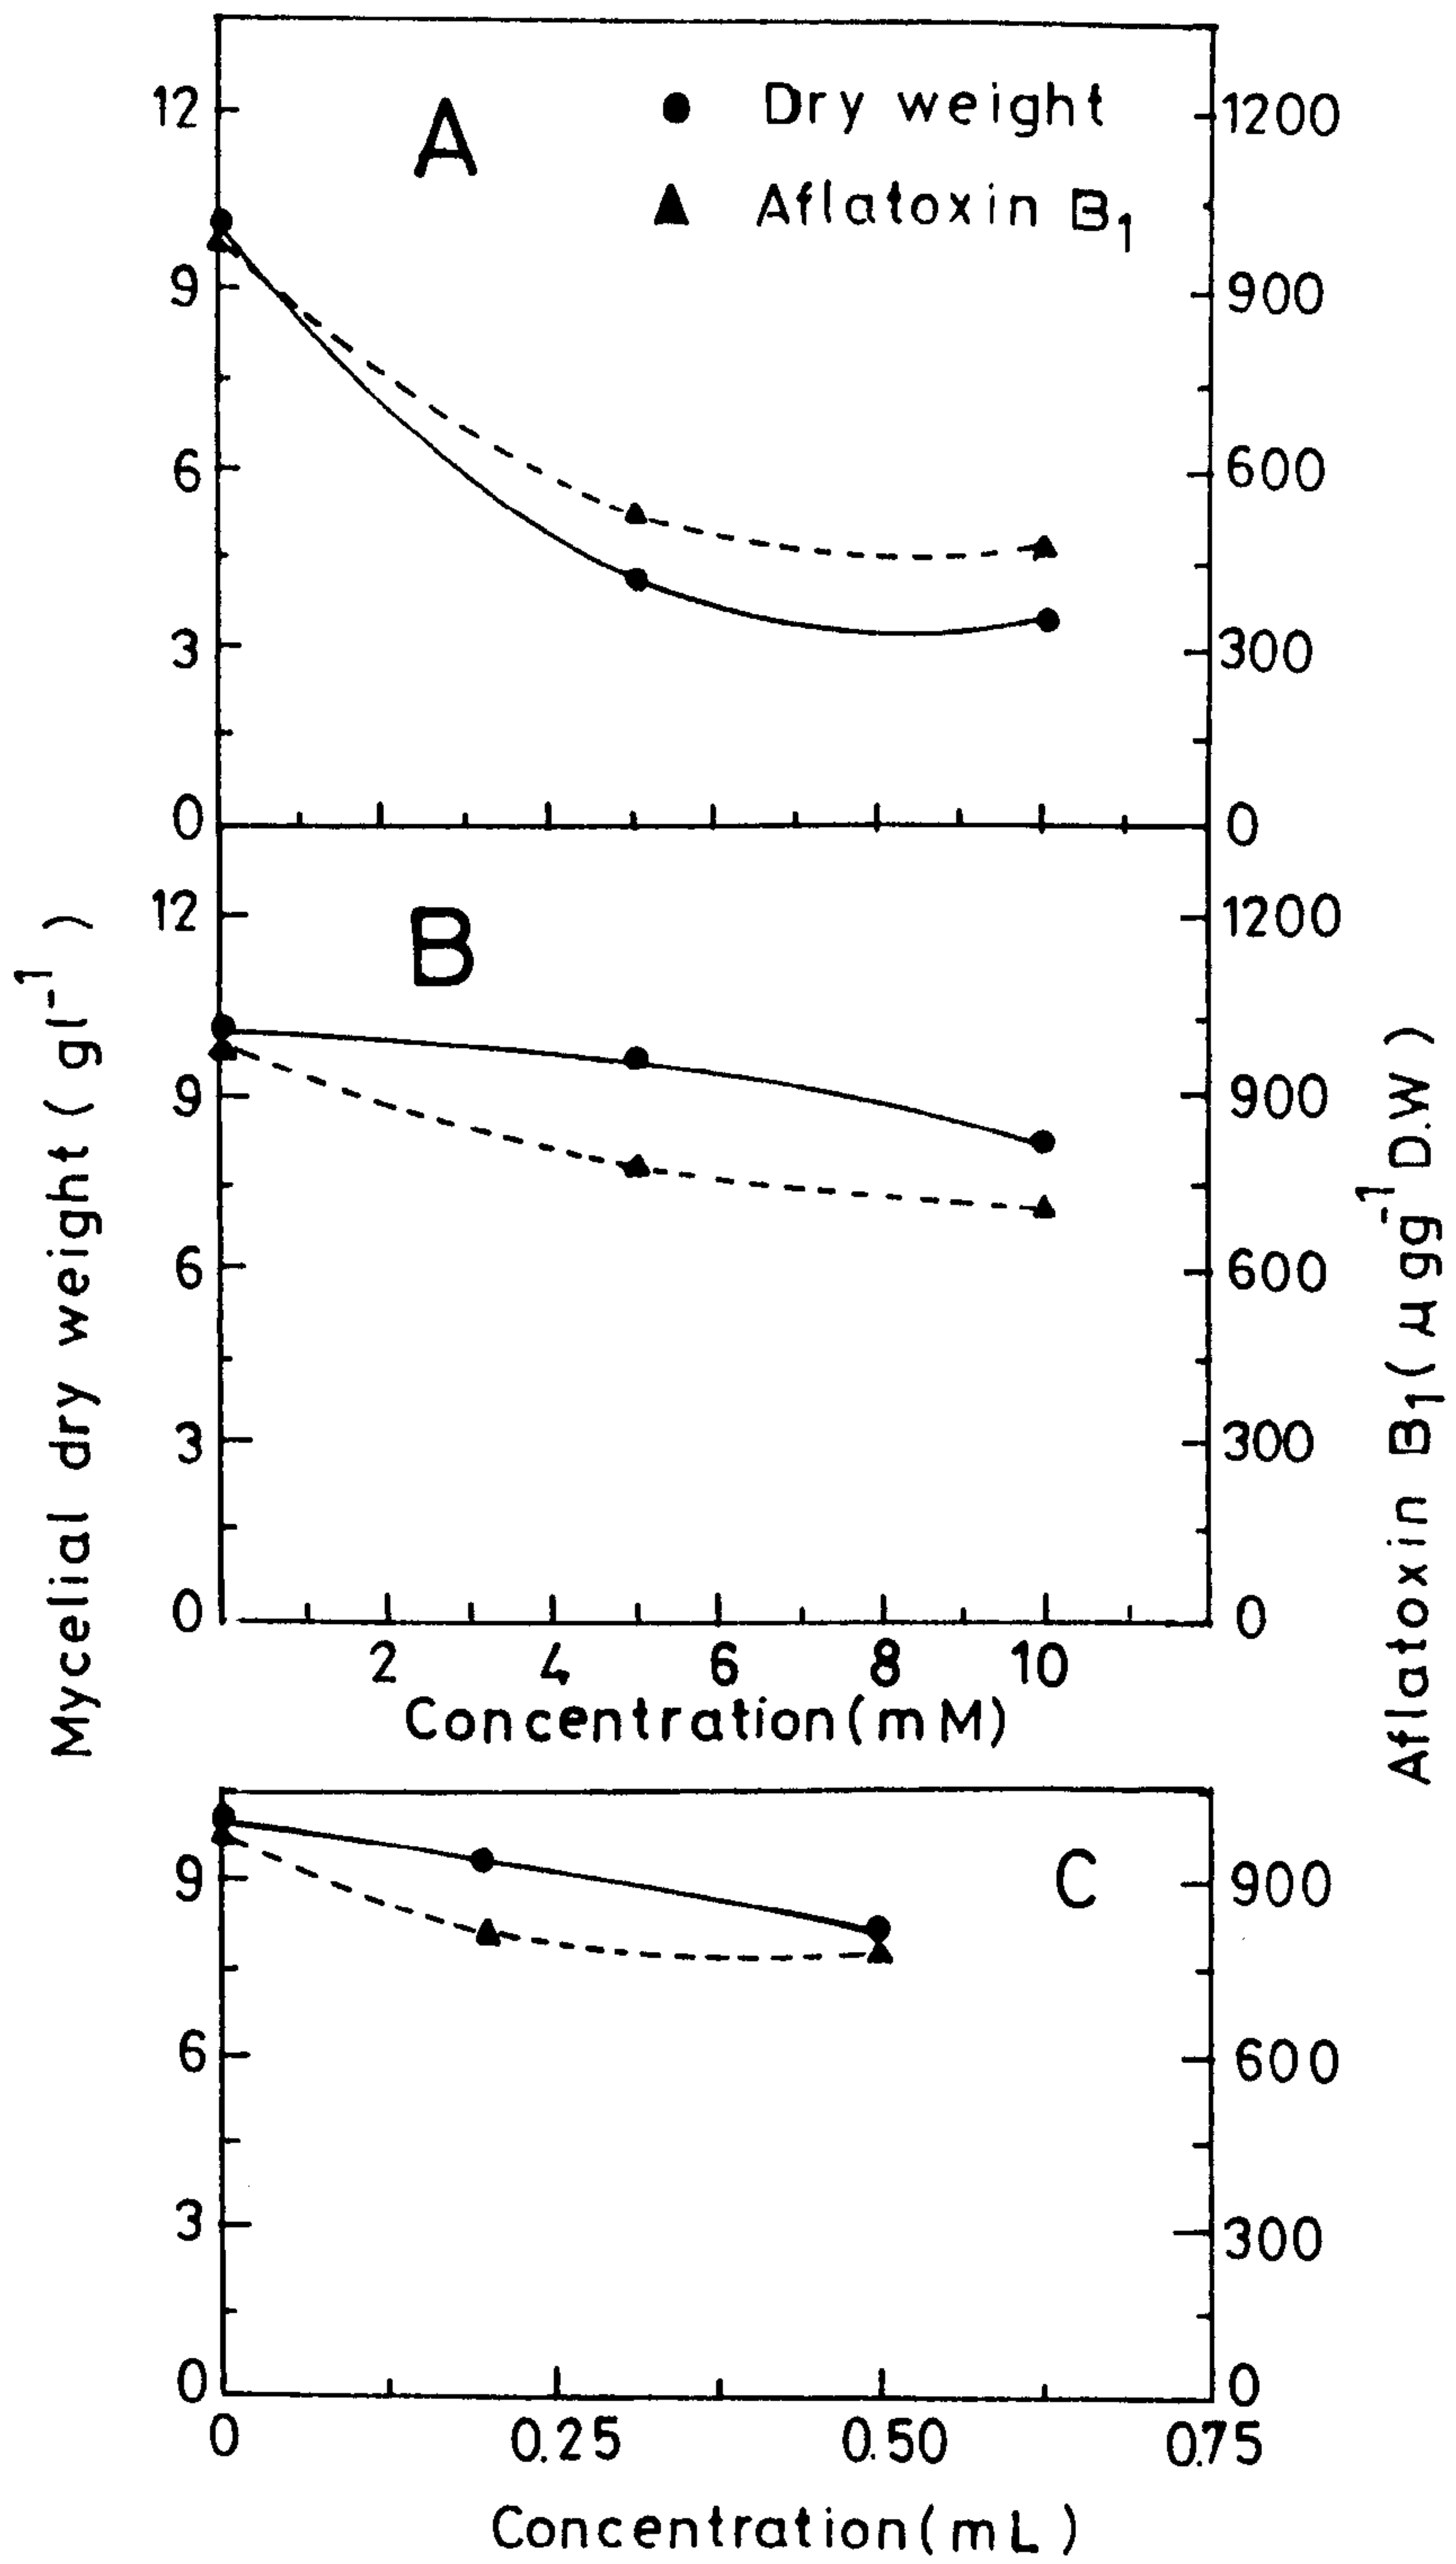 A
Dry weight
Aflatoxin B1
12
9
6
3
0
1200
900
600
300
0
B
12
9
6
3
0
1200
900
600
300
0
2 4 6 8 10
Concentration(mM)
Mycelial dry weight ( gl-1 )
Aflatoxin B1 ( μgg-1 D.W)
C
9
6
3
0
900
600
300
0
0 0.25 0.50 0.75
Concentration(mL)